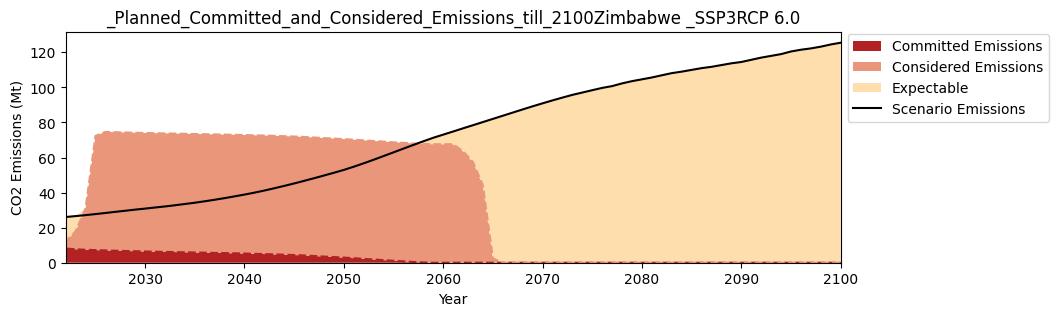 _Planned_Committed_and_Considered_Emissions_till_2100Zimbabwe _SSP3RCP 6.0
120
100
80
60
40
20
0
CO2 Emissions (Mt)
2030 2040 2050 2060 2070 2080 2090 2100
Year
Committed Emissions
Considered Emissions
Expectable
Scenario Emissions